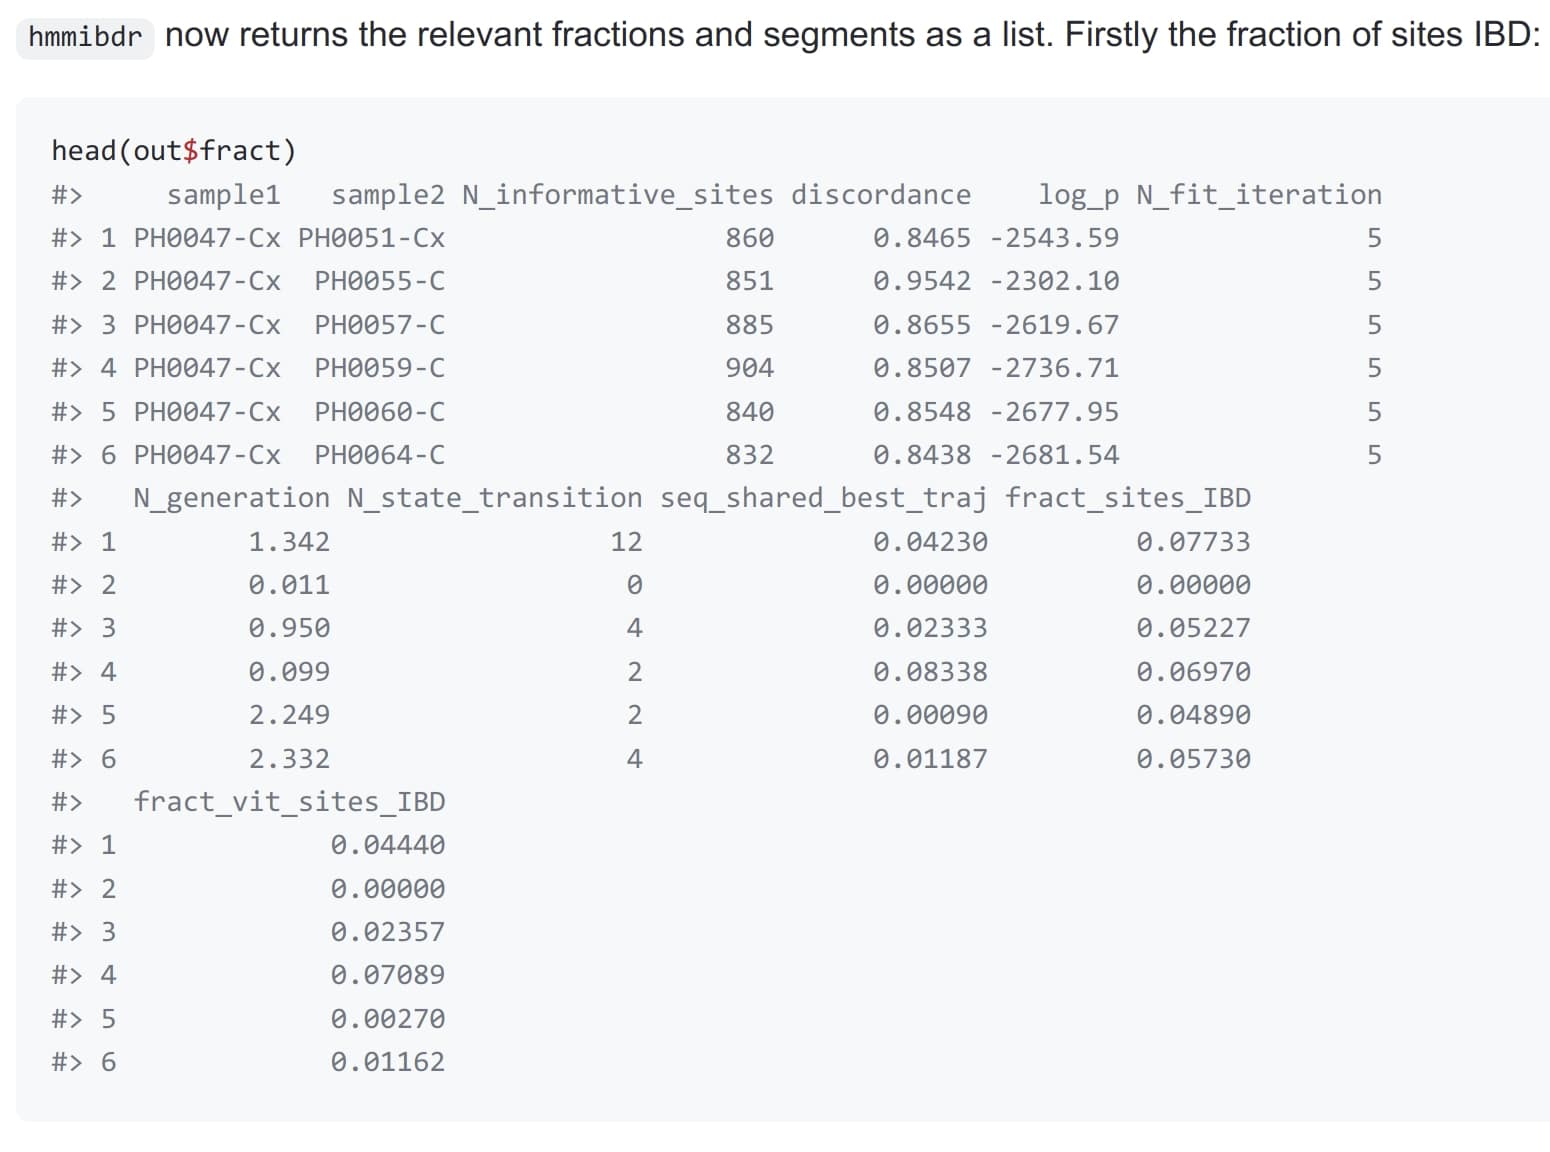 hmmibdr now returns the relevant fractions and segments as a list. Firstly the fraction of sites IBD:
head(out$fract)
#>     sample1   sample2 N_informative_sites discordance    log_p N_fit_iteration
#> 1 PH0047-Cx PH0051-Cx                 860      0.8465 -2543.59               5
#> 2 PH0047-Cx  PH0055-C                 851      0.9542 -2302.10               5
#> 3 PH0047-Cx  PH0057-C                 885      0.8655 -2619.67               5
#> 4 PH0047-Cx  PH0059-C                 904      0.8507 -2736.71               5
#> 5 PH0047-Cx  PH0060-C                 840      0.8548 -2677.95               5
#> 6 PH0047-Cx  PH0064-C                 832      0.8438 -2681.54               5
#>   N_generation N_state_transition seq_shared_best_traj fract_sites_IBD
#> 1        1.342                 12              0.04230         0.07733
#> 2        0.011                  0              0.00000         0.00000
#> 3        0.950                  4              0.02333         0.05227
#> 4        0.099                  2              0.08338         0.06970
#> 5        2.249                  2              0.00090         0.04890
#> 6        2.332                  4              0.01187         0.05730
#>   fract_vit_sites_IBD
#> 1             0.04440
#> 2             0.00000
#> 3             0.02357
#> 4             0.07089
#> 5             0.00270
#> 6             0.01162